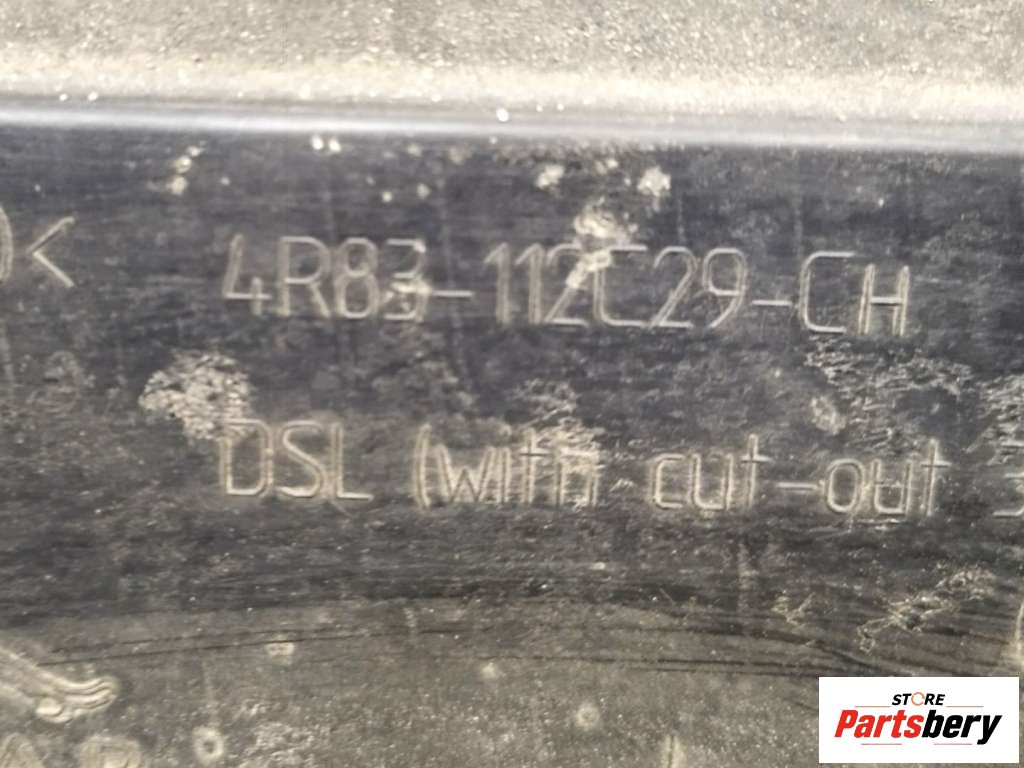 )<
4R83-112C29-CH
DSL (with cut-out
STORE
Partsbery